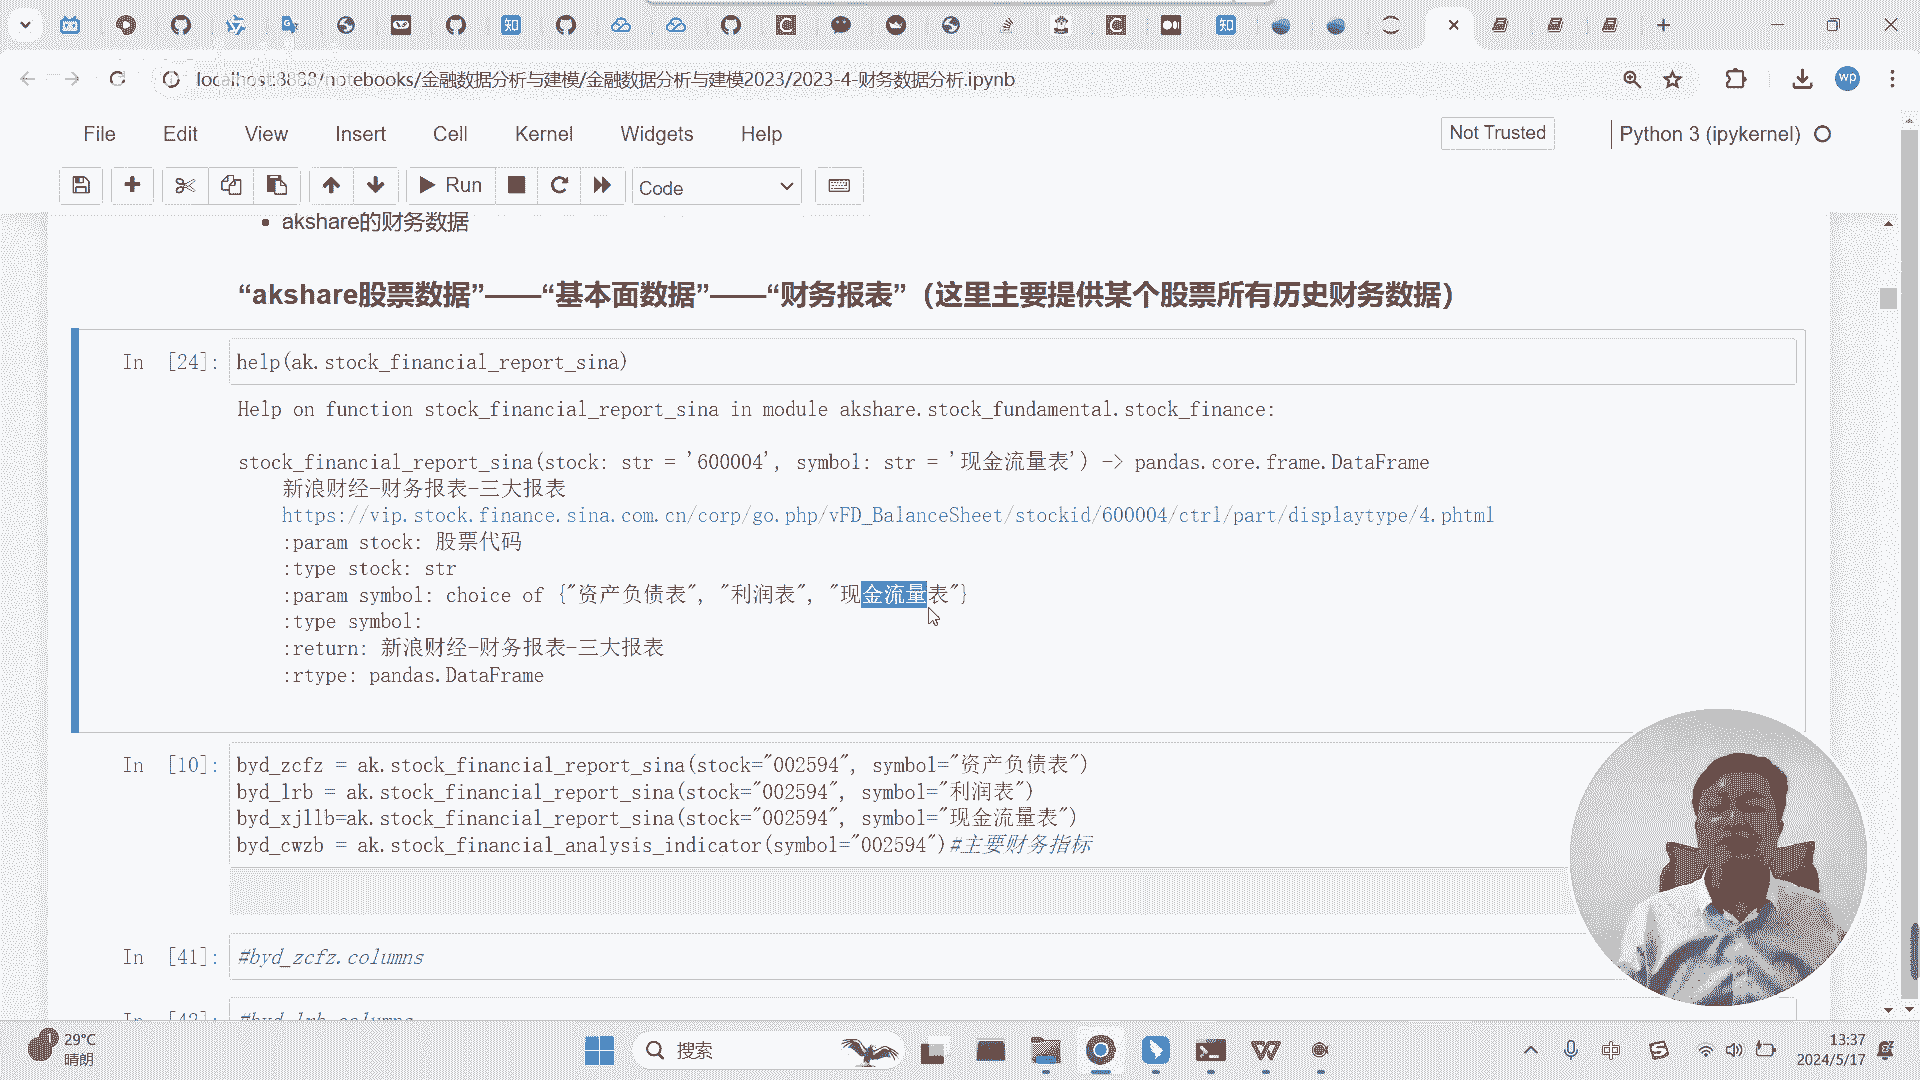 localhost:8888/notebooks/金融数据分析与建模/金融数据分析与建模2023/2023-4-财务数据分析.ipynb
wp
File Edit View Insert Cell Kernel Widgets Help
Not Trusted
Python 3 (ipykernel)
Run
Code
akshare的财务数据
“akshare股票数据”——“基本面数据”——“财务报表”（这里主要提供某个股票所有历史财务数据）
In [24]: help(ak.stock_financial_report_sina)
Help on function stock_financial_report_sina in module akshare.stock_fundamental.stock_finance:
stock_financial_report_sina(stock: str = '600004', symbol: str = '现金流量表') -> pandas.core.frame.DataFrame
新浪财经-财务报表-三大报表
https://vip.stock.finance.sina.com.cn/corp/go.php/vFD_BalanceSheet/stockid/600004/ctrl/part/displaytype/4.phtml
:param stock: 股票代码
:type stock: str
:param symbol: choice of {"资产负债表", "利润表", "现金流量表"}
:type symbol:
:return: 新浪财经-财务报表-三大报表
:rtype: pandas.DataFrame
In [10]: byd_zcfz = ak.stock_financial_report_sina(stock="002594", symbol="资产负债表")
byd_lrb = ak.stock_financial_report_sina(stock="002594", symbol="利润表")
byd_xjllb=ak.stock_financial_report_sina(stock="002594", symbol="现金流量表")
byd_cwzb = ak.stock_financial_analysis_indicator(symbol="002594")#主要财务指标
In [41]: #byd_zcfz.columns
In [42]: #byd_lrb.columns
29°C
晴朗
搜索
中
13:37
2024/5/17